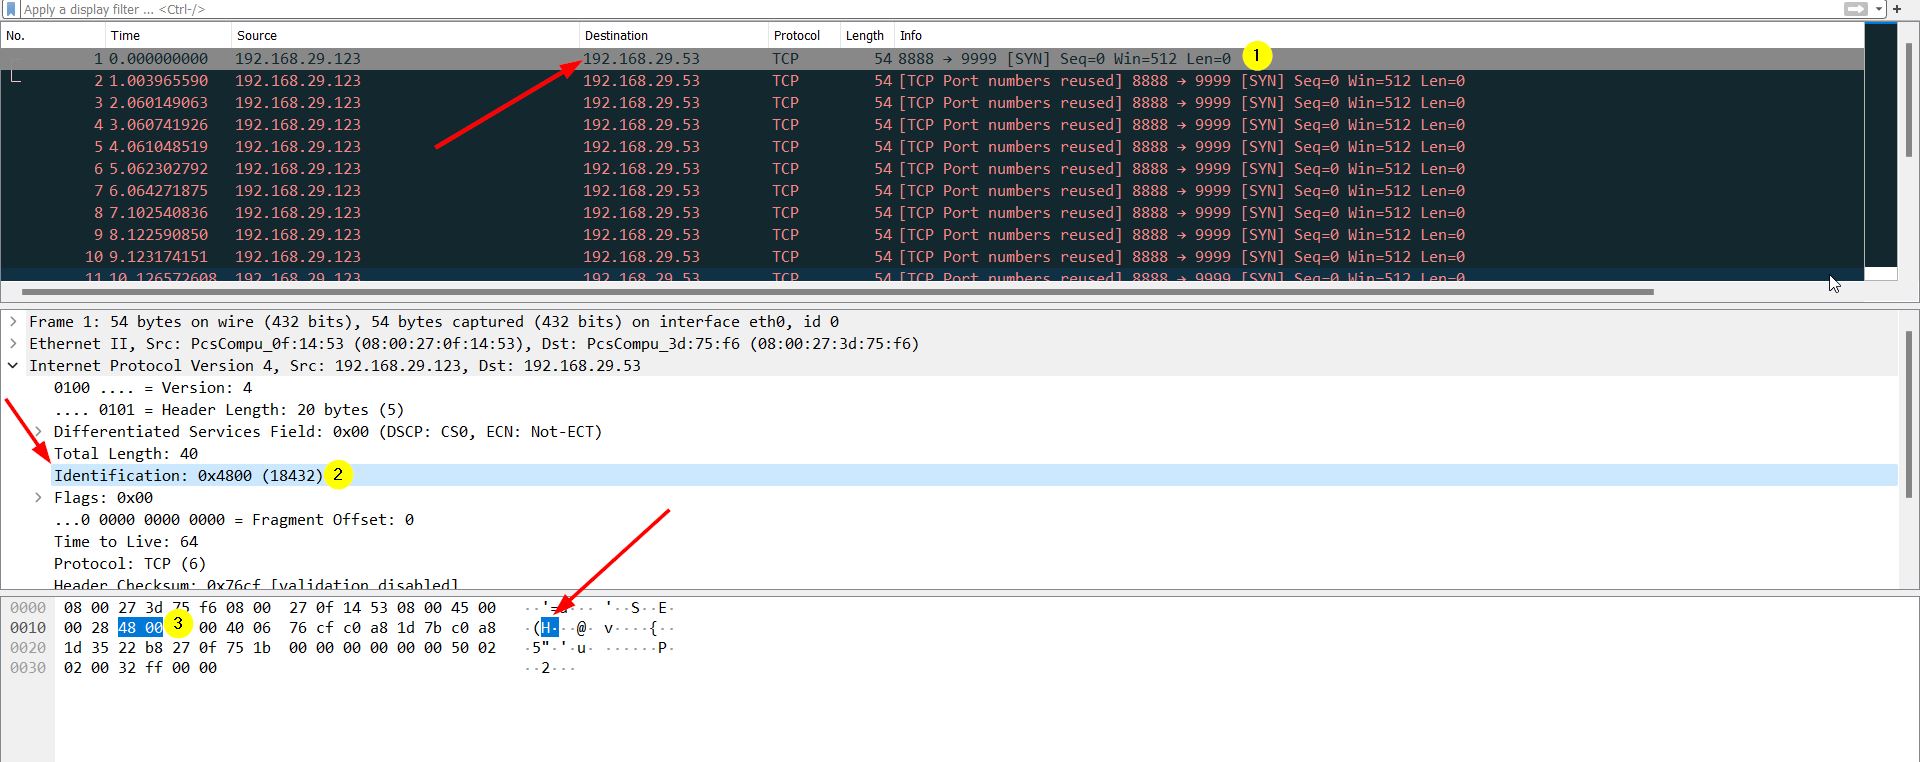 Apply a display filter ... <Ctrl-/>
No. Time Source Destination Protocol Length Info
1 0.000000000 192.168.29.123 192.168.29.53 TCP 54 8888 → 9999 [SYN] Seq=0 Win=512 Len=0 1
2 1.003965590 192.168.29.123 192.168.29.53 TCP 54 [TCP Port numbers reused] 8888 → 9999 [SYN] Seq=0 Win=512 Len=0
3 2.060149063 192.168.29.123 192.168.29.53 TCP 54 [TCP Port numbers reused] 8888 → 9999 [SYN] Seq=0 Win=512 Len=0
4 3.060741926 192.168.29.123 192.168.29.53 TCP 54 [TCP Port numbers reused] 8888 → 9999 [SYN] Seq=0 Win=512 Len=0
5 4.061048519 192.168.29.123 192.168.29.53 TCP 54 [TCP Port numbers reused] 8888 → 9999 [SYN] Seq=0 Win=512 Len=0
6 5.062302792 192.168.29.123 192.168.29.53 TCP 54 [TCP Port numbers reused] 8888 → 9999 [SYN] Seq=0 Win=512 Len=0
7 6.064271875 192.168.29.123 192.168.29.53 TCP 54 [TCP Port numbers reused] 8888 → 9999 [SYN] Seq=0 Win=512 Len=0
8 7.102540836 192.168.29.123 192.168.29.53 TCP 54 [TCP Port numbers reused] 8888 → 9999 [SYN] Seq=0 Win=512 Len=0
9 8.122590850 192.168.29.123 192.168.29.53 TCP 54 [TCP Port numbers reused] 8888 → 9999 [SYN] Seq=0 Win=512 Len=0
10 9.123174151 192.168.29.123 192.168.29.53 TCP 54 [TCP Port numbers reused] 8888 → 9999 [SYN] Seq=0 Win=512 Len=0
11 10.126572608 192.168.29.123 192.168.29.53 TCP 54 [TCP Port numbers reused] 8888 → 9999 [SYN] Seq=0 Win=512 Len=0
Frame 1: 54 bytes on wire (432 bits), 54 bytes captured (432 bits) on interface eth0, id 0
Ethernet II, Src: PcsCompu_0f:14:53 (08:00:27:0f:14:53), Dst: PcsCompu_3d:75:f6 (08:00:27:3d:75:f6)
Internet Protocol Version 4, Src: 192.168.29.123, Dst: 192.168.29.53
0100 .... = Version: 4
.... 0101 = Header Length: 20 bytes (5)
Differentiated Services Field: 0x00 (DSCP: CS0, ECN: Not-ECT)
Total Length: 40
Identification: 0x4800 (18432) 2
Flags: 0x00
...0 0000 0000 0000 = Fragment Offset: 0
Time to Live: 64
Protocol: TCP (6)
Header Checksum: 0x76cf [validation disabled]
0000 08 00 27 3d 75 f6 08 00 27 0f 14 53 08 00 45 00 ··'=u··· '··S··E·
0010 00 28 48 00 3 00 40 06 76 cf c0 a8 1d 7b c0 a8 ·(H···@· v····{··
0020 1d 35 22 b8 27 0f 75 1b 00 00 00 00 00 00 50 02 ·5"·'·u· ······P·
0030 02 00 32 ff 00 00 ··2···